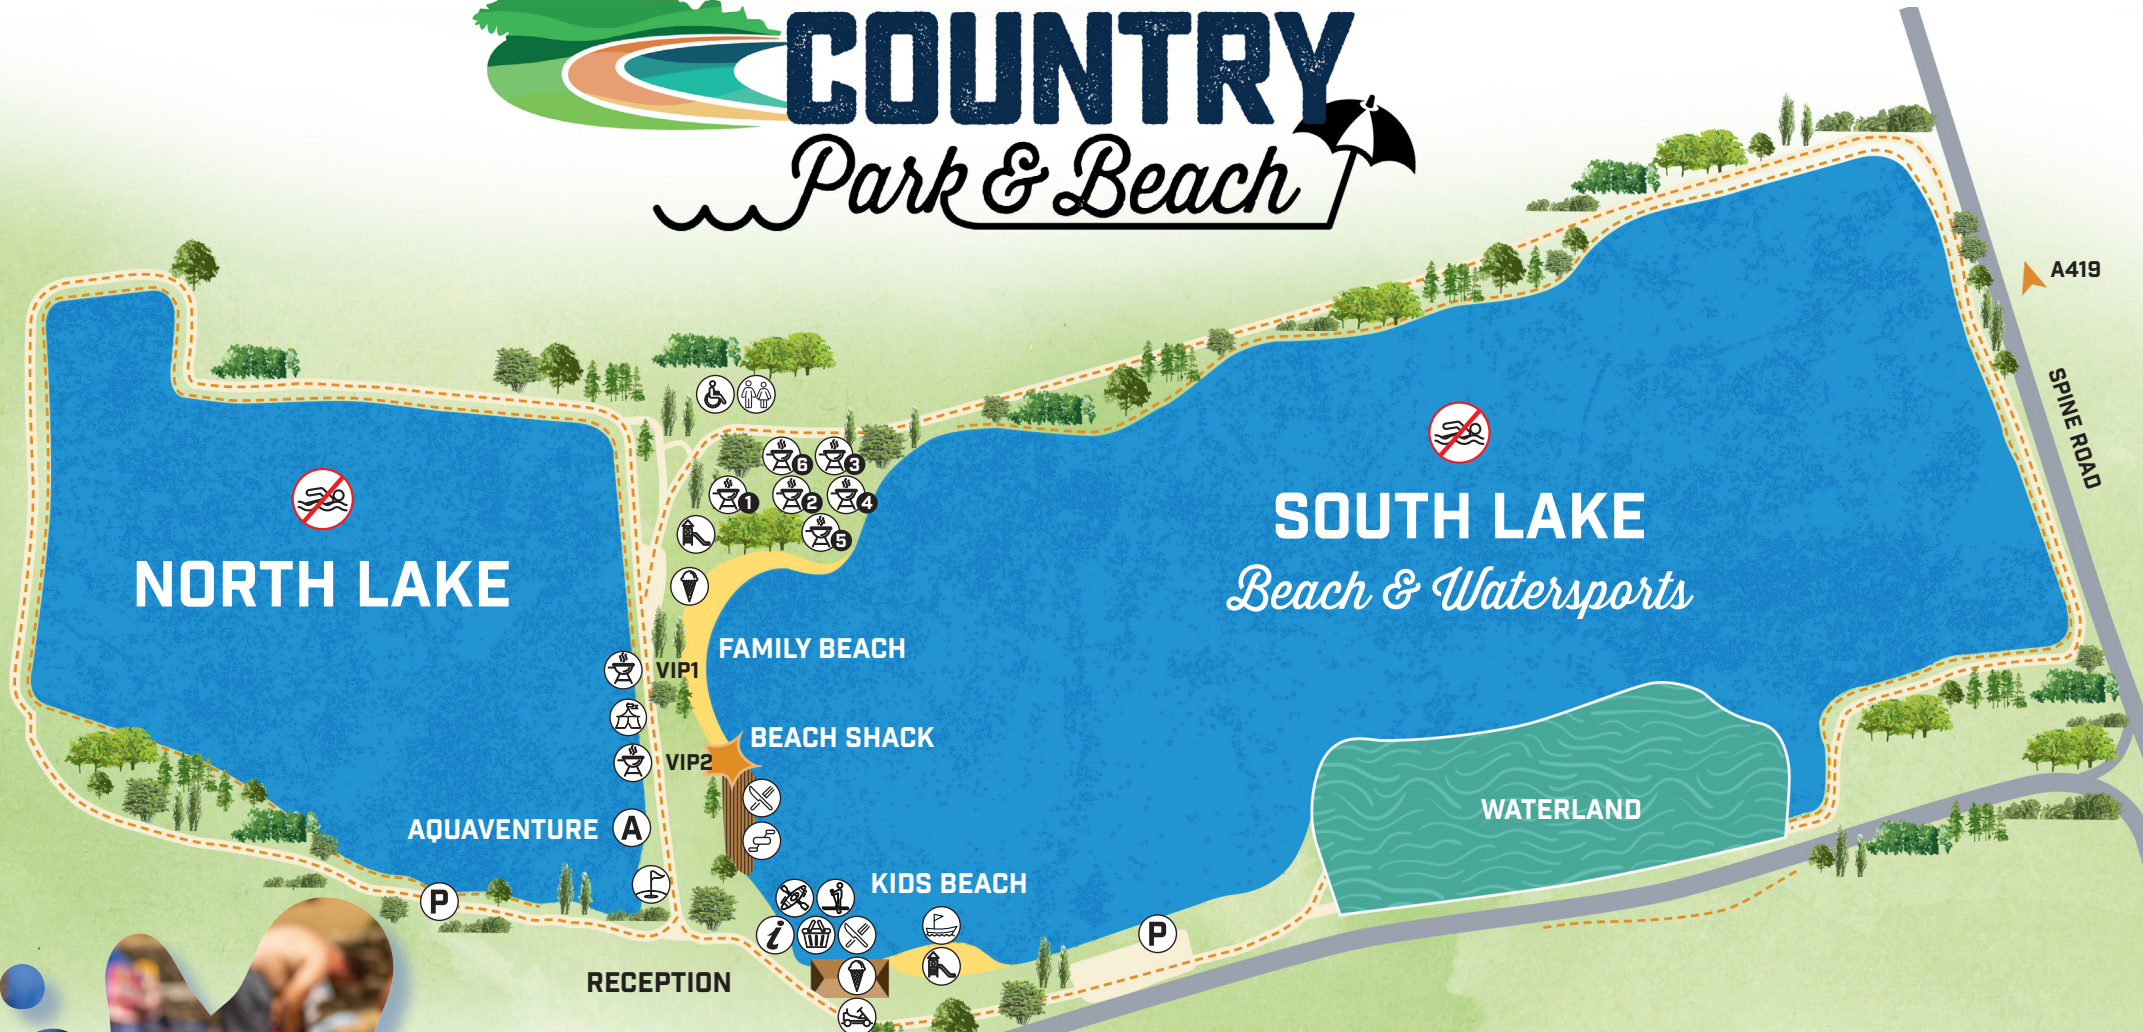 COUNTRY
Park & Beach
A419
SPINE ROAD
6
3
1
2
4
5
SOUTH LAKE
Beach & Watersports
NORTH LAKE
FAMILY BEACH
VIP1
BEACH SHACK
VIP2
WATERLAND
AQUAVENTURE
A
KIDS BEACH
P
i
P
RECEPTION